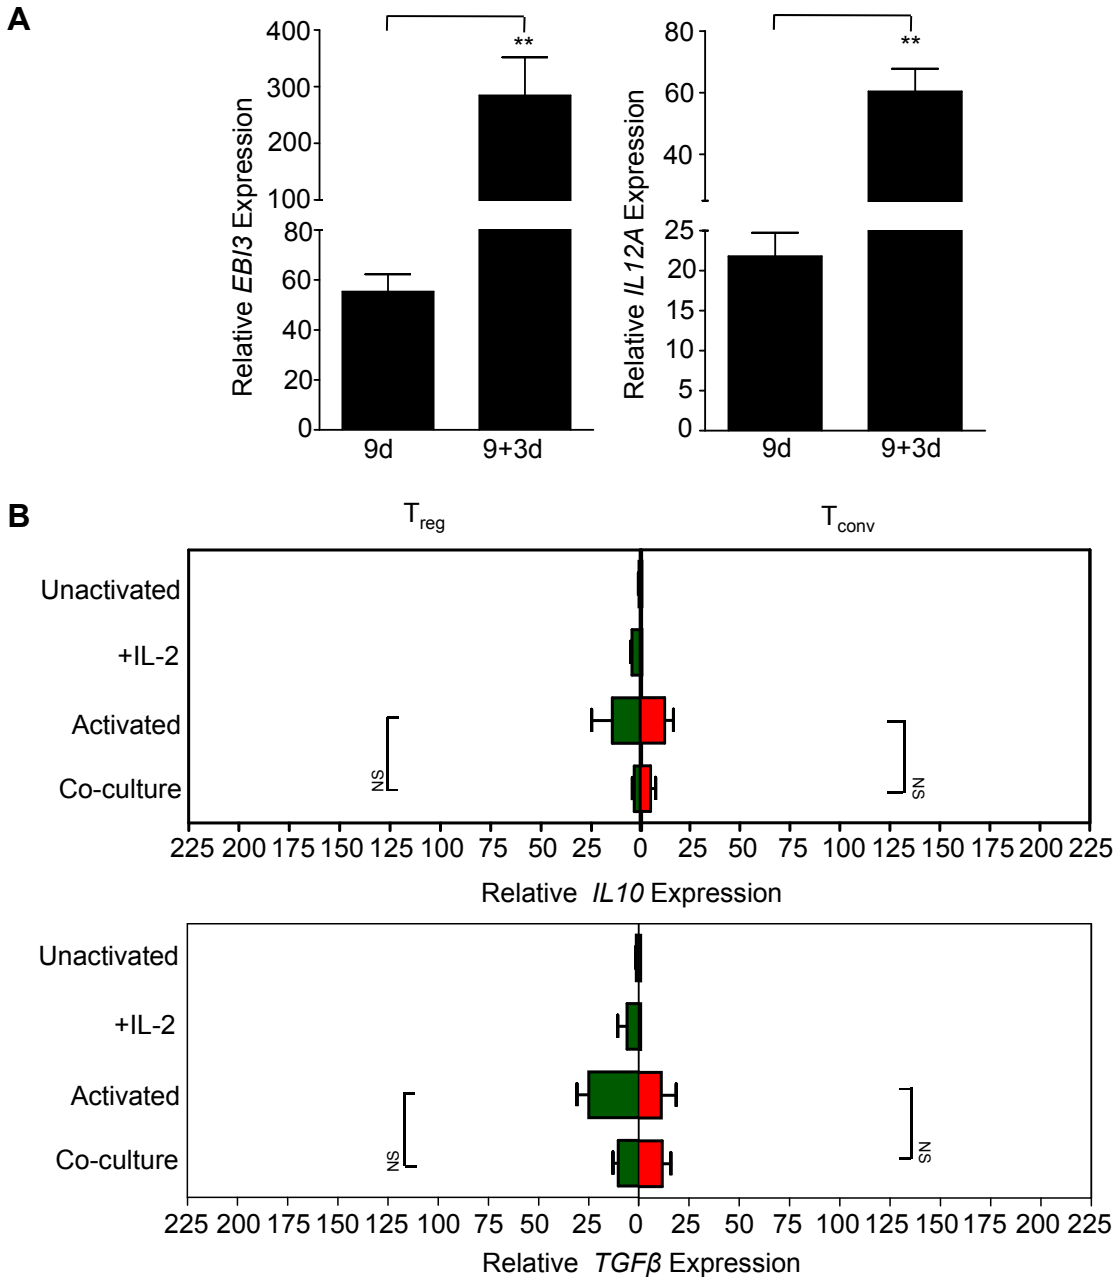 A
Relative EBI3 Expression
400
300
200
100
80
60
40
20
0
**
9d
9+3d
Relative IL12A Expression
80
60
40
25
20
15
10
5
0
**
9d
9+3d
B
Treg
Tconv
Unactivated
+IL-2
Activated
Co-culture
NS
NS
225 200 175 150 125 100 75 50 25 0 25 50 75 100 125 150 175 200 225
Relative IL10 Expression
Unactivated
+IL-2
Activated
Co-culture
NS
NS
225 200 175 150 125 100 75 50 25 0 25 50 75 100 125 150 175 200 225
Relative TGFβ Expression